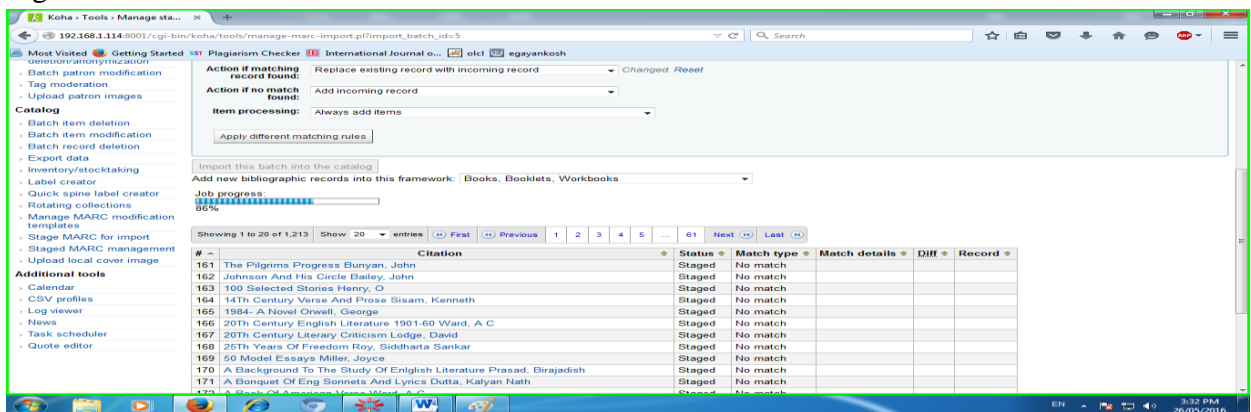 Koha › Tools › Manage sta...
192.168.1.114:8001/cgi-bin/koha/tools/manage-marc-import.pl?import_batch_id=5
Search
Most Visited Getting Started Plagiarism Checker International Journal o... olcl egayankosh
deletion/anonymization
Batch patron modification
Tag moderation
Upload patron images
Catalog
Batch item deletion
Batch item modification
Batch record deletion
Export data
Inventory/stocktaking
Label creator
Quick spine label creator
Rotating collections
Manage MARC modification
templates
Stage MARC for import
Staged MARC management
Upload local cover image
Additional tools
Calendar
CSV profiles
Log viewer
News
Task scheduler
Quote editor
Action if matching record found: Replace existing record with incoming record Changed. Reset
Action if no match found: Add incoming record
Item processing: Always add items
Apply different matching rules
Import this batch into the catalog
Add new bibliographic records into this framework: Books, Booklets, Workbooks
Job progress:
86%
Showing 1 to 20 of 1,213 Show 20 entries First Previous 1 2 3 4 5 ... 61 Next Last
# Citation Status Match type Match details Diff Record
161 The Pilgrims Progress Bunyan, John Staged No match
162 Johnson And His Circle Bailey, John Staged No match
163 100 Selected Stories Henry, O Staged No match
164 14Th Century Verse And Prose Sisam, Kenneth Staged No match
165 1984- A Novel Orwell, George Staged No match
166 20Th Century English Literature 1901-60 Ward, A C Staged No match
167 20Th Century Literary Criticism Lodge, David Staged No match
168 25Th Years Of Freedom Roy, Siddharta Sankar Staged No match
169 50 Model Essays Miller, Joyce Staged No match
170 A Background To The Study Of Enlglish Literature Prasad, Birajadish Staged No match
171 A Bonquet Of Eng Sonnets And Lyrics Dutta, Kalyan Nath Staged No match
172 A Book Of American Verse Ward, A C Staged No match
EN 3:32 PM
26/05/2016